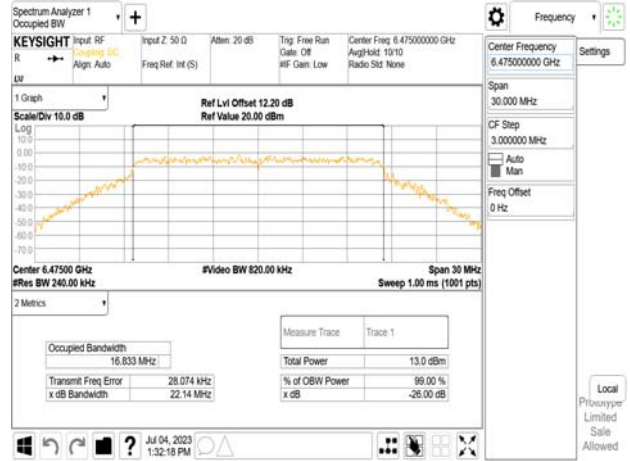 Spectrum Analyzer 1
Occupied BW
Frequency
KEYSIGHT
Input: RF
Coupling: DC
Align: Auto
Input Z: 50 Ω
Freq Ref: Int (S)
Atten: 20 dB
Trig: Free Run
Gate: Off
#IF Gain: Low
Center Freq: 6.475000000 GHz
Avg|Hold: 10/10
Radio Std: None
R
LXI
1 Graph
Scale/Div 10.0 dB
Ref Lvl Offset 12.20 dB
Ref Value 20.00 dBm
Log
10.0
0.00
-10.0
-20.0
-30.0
-40.0
-50.0
-60.0
-70.0
Center 6.47500 GHz
#Res BW 240.00 kHz
#Video BW 820.00 kHz
Span 30 MHz
Sweep 1.00 ms (1001 pts)
2 Metrics
Measure Trace Trace 1
Occupied Bandwidth
16.833 MHz
Total Power 13.0 dBm
Transmit Freq Error 28.074 kHz
% of OBW Power 99.00 %
x dB Bandwidth 22.14 MHz
x dB -26.00 dB
Jul 04, 2023
1:32:18 PM
Center Frequency
6.475000000 GHz
Settings
Span
30.000 MHz
CF Step
3.000000 MHz
Auto
Man
Freq Offset
0 Hz
Local
Prototype
Limited
Sale
Allowed